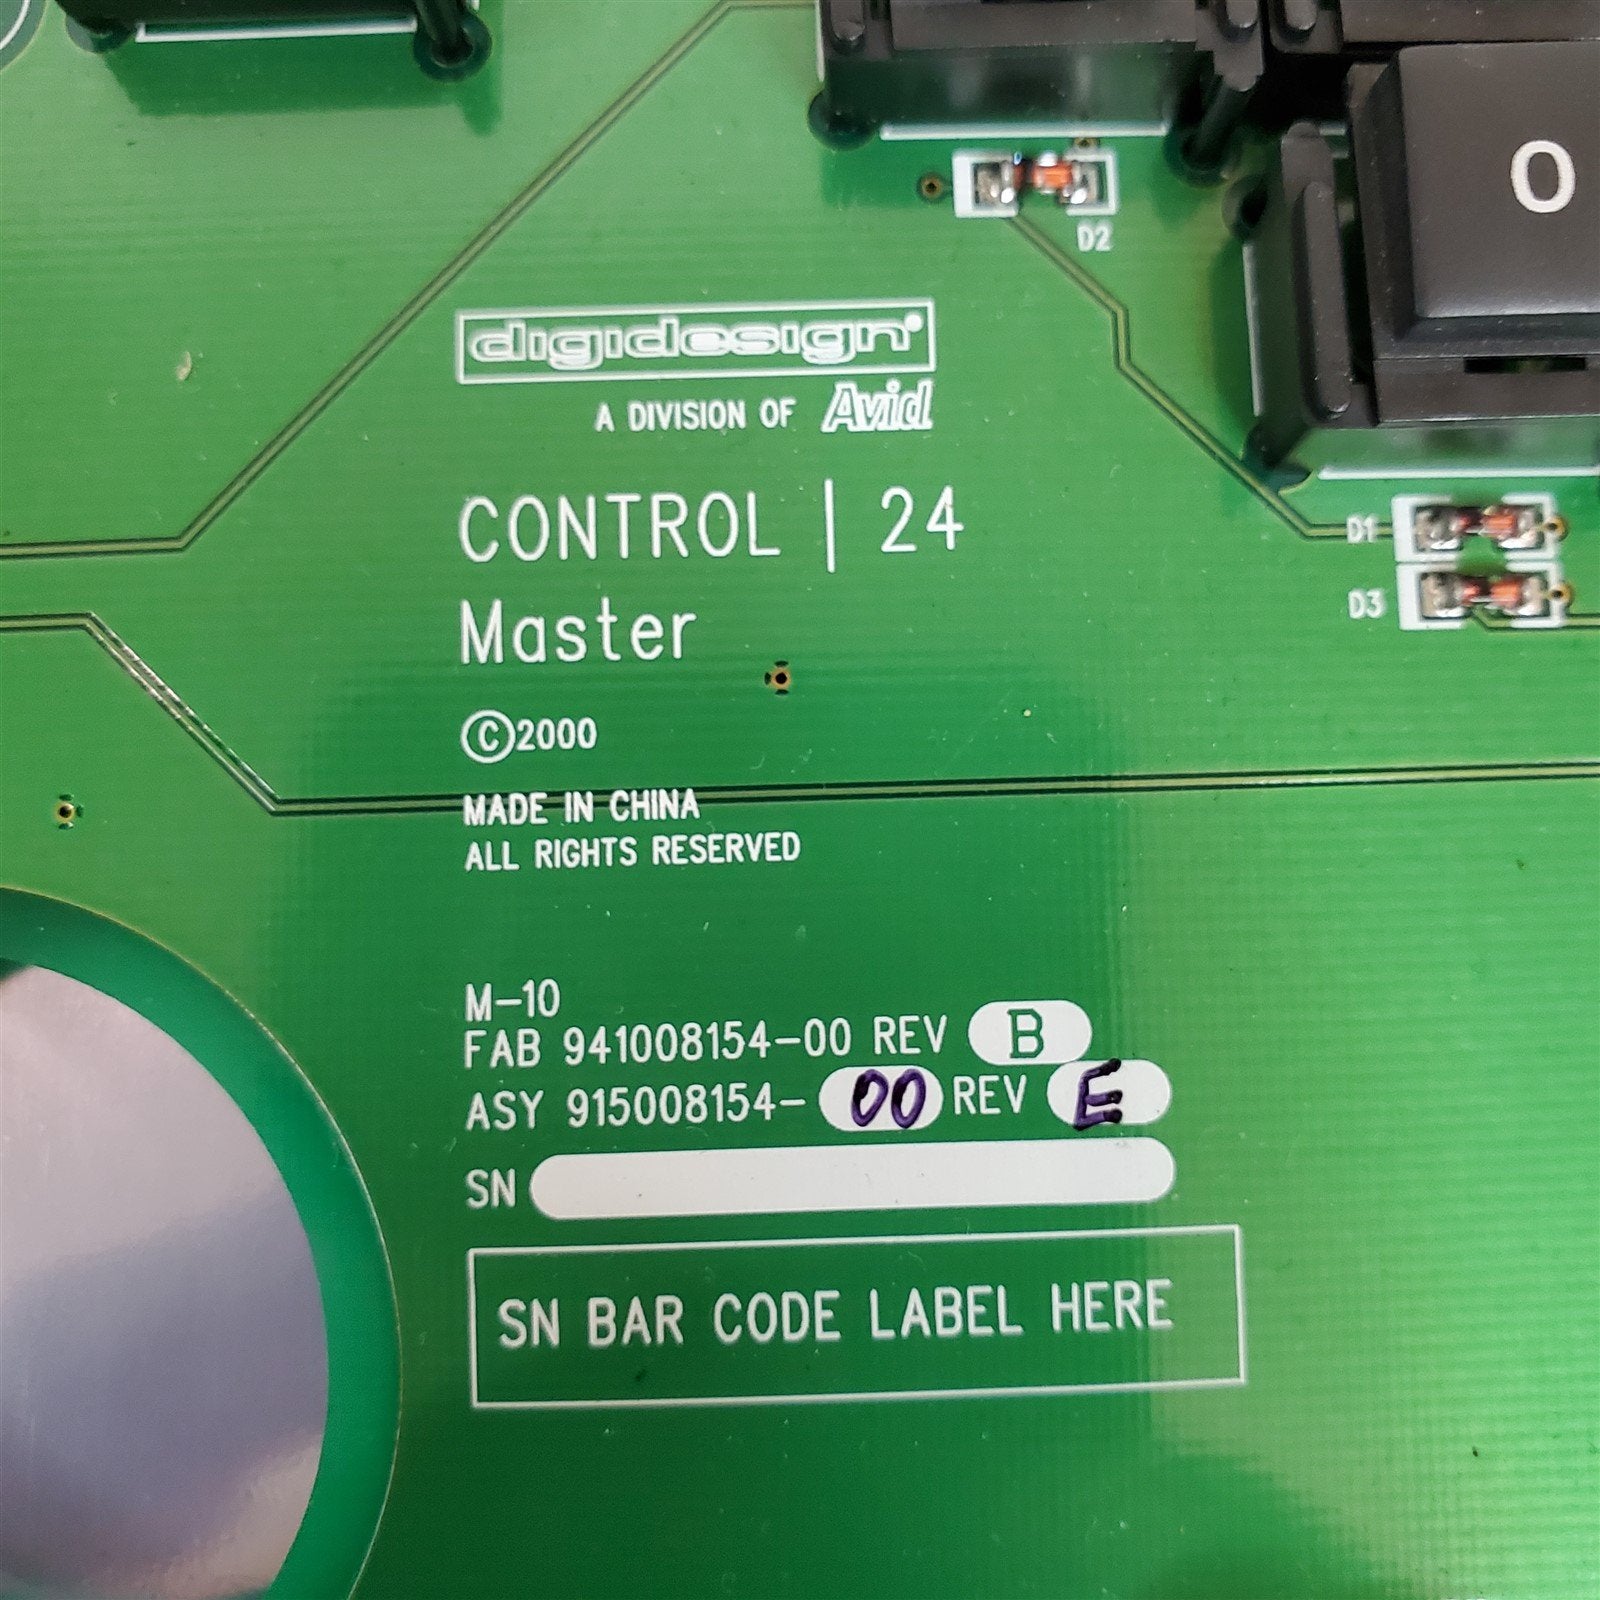 O
D2
digidesign
A DIVISION OF Avid
CONTROL | 24
D1
Master
D3
©2000
MADE IN CHINA
ALL RIGHTS RESERVED
M-10
FAB 941008154-00 REV B
ASY 915008154- 00 REV E
SN
SN BAR CODE LABEL HERE